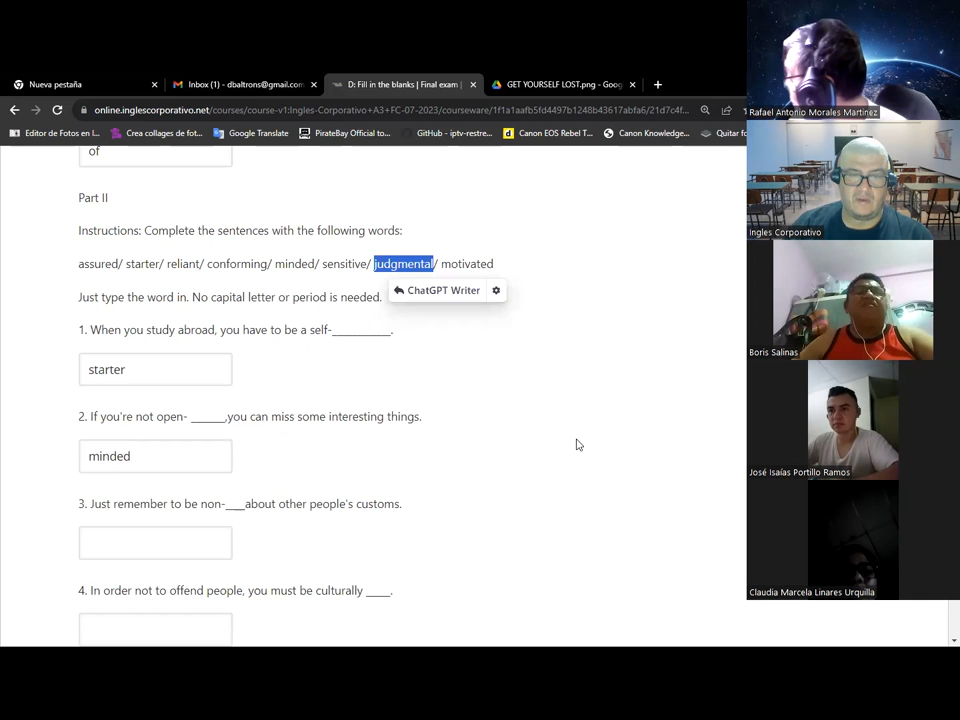 Nueva pestaña
Inbox (1) - dbaltrons@gmail.com
D: Fill in the blanks | Final exam |
GET YOURSELF LOST.png - Goog
online.inglescorporativo.net/courses/course-v1:Ingles-Corporativo+A3+FC-07-2023/courseware/1f1a1aafb5fd4497b1248b43617abfa6/21d7c4f...
Editor de Fotos en l...
Crea collages de fot...
Google Translate
PirateBay Official to...
GitHub - iptv-restre...
Canon EOS Rebel T...
Canon Knowledge...
Quitar fo
of
Part II
Instructions: Complete the sentences with the following words:
assured/ starter/ reliant/ conforming/ minded/ sensitive/ judgmental/ motivated
ChatGPT Writer
Just type the word in. No capital letter or period is needed.
1. When you study abroad, you have to be a self-__________.
starter
2. If you're not open- ______,you can miss some interesting things.
minded
3. Just remember to be non-___about other people's customs.
4. In order not to offend people, you must be culturally ____.
Rafael Antonio Morales Martinez
Ingles Corporativo
Boris Salinas
José Isaías Portillo Ramos
Claudia Marcela Linares Urquilla